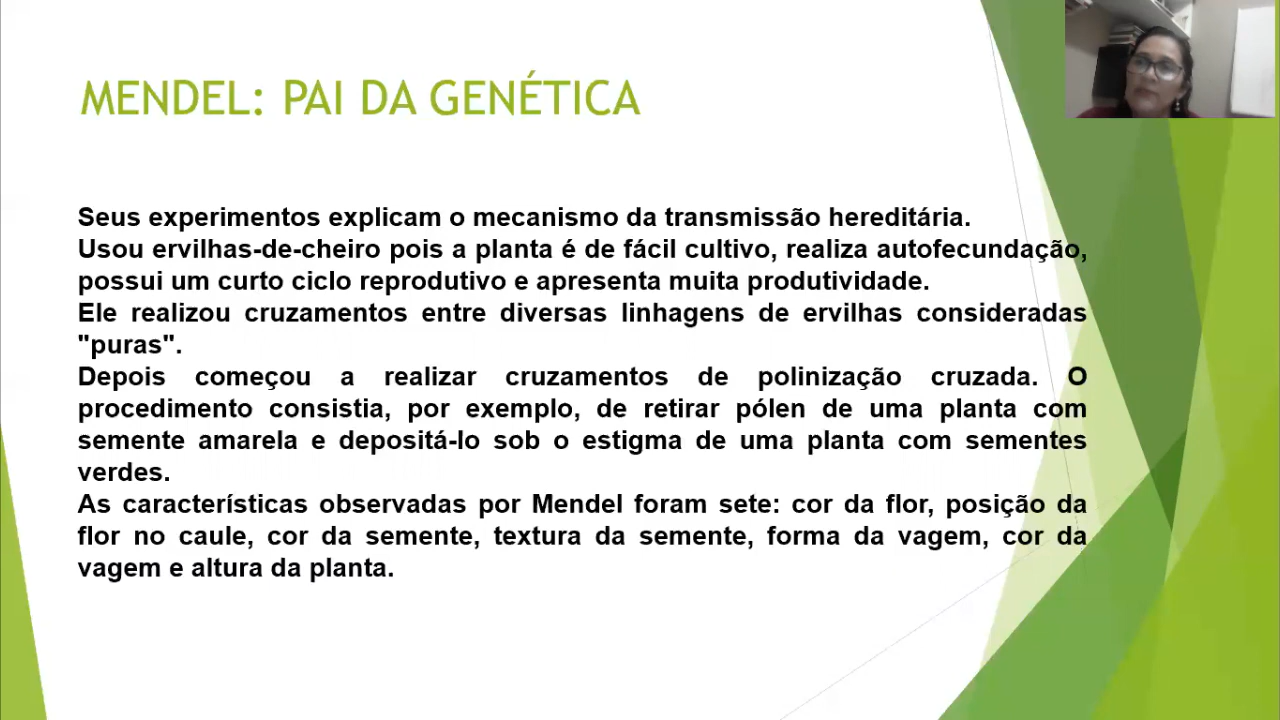 MENDEL: PAI DA GENÉTICA
Seus experimentos explicam o mecanismo da transmissão hereditária.
Usou ervilhas-de-cheiro pois a planta é de fácil cultivo, realiza autofecundação,
possui um curto ciclo reprodutivo e apresenta muita produtividade.
Ele realizou cruzamentos entre diversas linhagens de ervilhas consideradas
"puras".
Depois começou a realizar cruzamentos de polinização cruzada. O
procedimento consistia, por exemplo, de retirar pólen de uma planta com
semente amarela e depositá-lo sob o estigma de uma planta com sementes
verdes.
As características observadas por Mendel foram sete: cor da flor, posição da
flor no caule, cor da semente, textura da semente, forma da vagem, cor da
vagem e altura da planta.